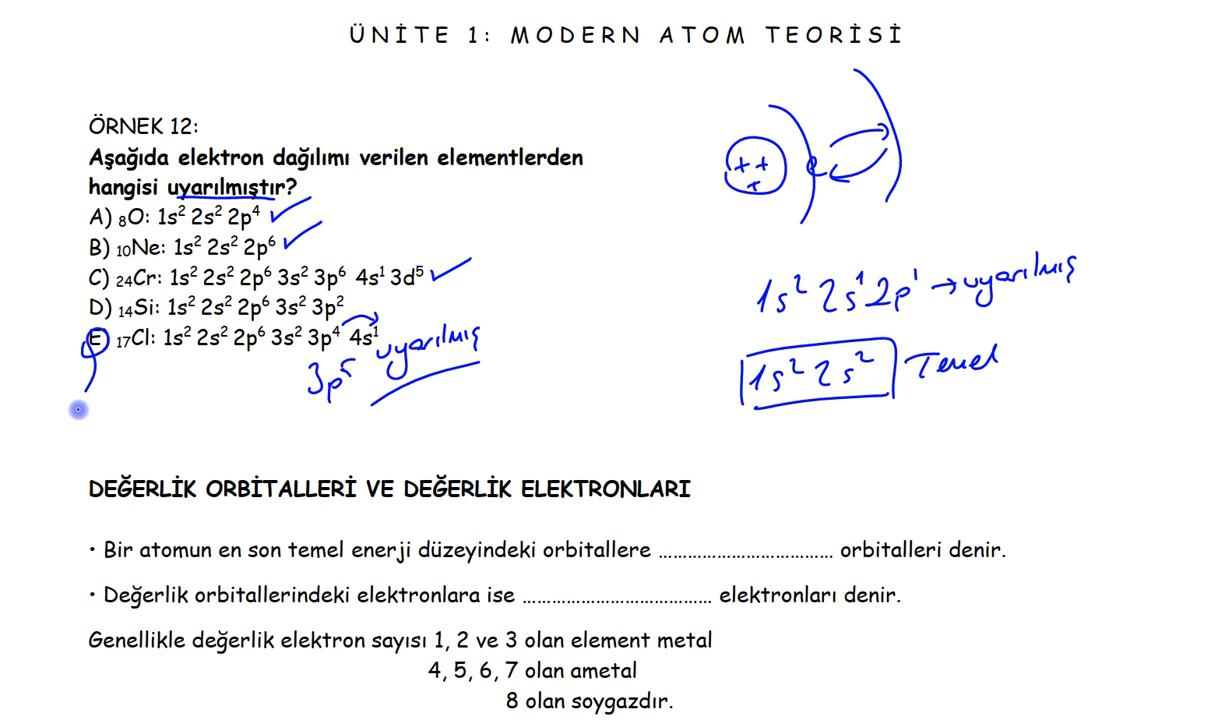 ÜNİTE 1: MODERN ATOM TEORİSİ
ÖRNEK 12:
Aşağıda elektron dağılımı verilen elementlerden
hangisi uyarılmıştır?
A) ₈O: 1s² 2s² 2p⁴
B) ₁₀Ne: 1s² 2s² 2p⁶
C) ₂₄Cr: 1s² 2s² 2p⁶ 3s² 3p⁶ 4s¹ 3d⁵
D) ₁₄Si: 1s² 2s² 2p⁶ 3s² 3p²
E) ₁₇Cl: 1s² 2s² 2p⁶ 3s² 3p⁴ 4s¹
3p⁵ uyarılmış
++
+
e
1s² 2s¹ 2p¹ → uyarılmış
1s² 2s² Temel
DEĞERLİK ORBİTALLERİ VE DEĞERLİK ELEKTRONLARI
• Bir atomun en son temel enerji düzeyindeki orbitallere .................................. orbitalleri denir.
• Değerlik orbitallerindeki elektronlara ise ..................................... elektronları denir.
Genellikle değerlik elektron sayısı 1, 2 ve 3 olan element metal
4, 5, 6, 7 olan ametal
8 olan soygazdır.